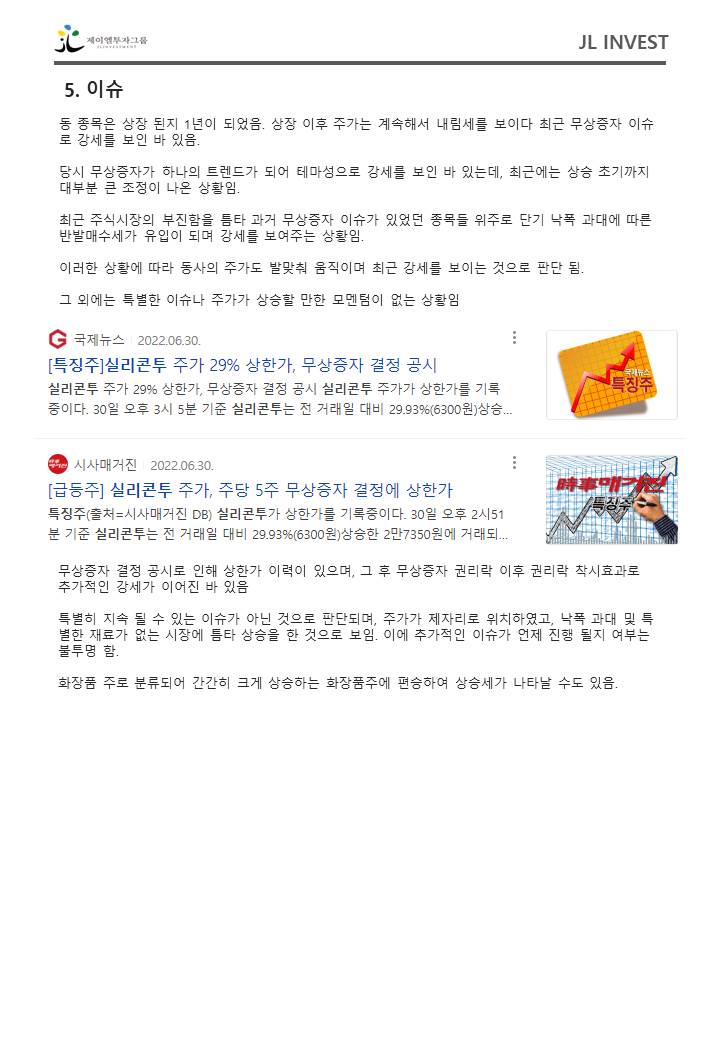 제이엘투자그룹
JLINVESTMENT
JL INVEST
5. 이슈
동 종목은 상장 된지 1년이 되었음. 상장 이후 주가는 계속해서 내림세를 보이다 최근 무상증자 이슈
로 강세를 보인 바 있음.
당시 무상증자가 하나의 트렌드가 되어 테마성으로 강세를 보인 바 있는데, 최근에는 상승 초기까지
대부분 큰 조정이 나온 상황임.
최근 주식시장의 부진함을 틈타 과거 무상증자 이슈가 있었던 종목들 위주로 단기 낙폭 과대에 따른
반발매수세가 유입이 되며 강세를 보여주는 상황임.
이러한 상황에 따라 동사의 주가도 발맞춰 움직이며 최근 강세를 보이는 것으로 판단 됨.
그 외에는 특별한 이슈나 주가가 상승할 만한 모멘텀이 없는 상황임
국제뉴스 2022.06.30.
[특징주]실리콘투 주가 29% 상한가, 무상증자 결정 공시
실리콘투 주가 29% 상한가, 무상증자 결정 공시 실리콘투 주가가 상한가를 기록
중이다. 30일 오후 3시 5분 기준 실리콘투는 전 거래일 대비 29.93%(6300원)상승...
국제뉴스
특징주
시사매거진 2022.06.30.
[급등주] 실리콘투 주가, 주당 5주 무상증자 결정에 상한가
특징주(출처=시사매거진 DB) 실리콘투가 상한가를 기록중이다. 30일 오후 2시51
분 기준 실리콘투는 전 거래일 대비 29.93%(6300원)상승한 2만7350원에 거래되...
時事매거진
특징주
무상증자 결정 공시로 인해 상한가 이력이 있으며, 그 후 무상증자 권리락 이후 권리락 착시효과로
추가적인 강세가 이어진 바 있음
특별히 지속 될 수 있는 이슈가 아닌 것으로 판단되며, 주가가 제자리로 위치하였고, 낙폭 과대 및 특
별한 재료가 없는 시장에 틈타 상승을 한 것으로 보임. 이에 추가적인 이슈가 언제 진행 될지 여부는
불투명 함.
화장품 주로 분류되어 간간히 크게 상승하는 화장품주에 편승하여 상승세가 나타날 수도 있음.